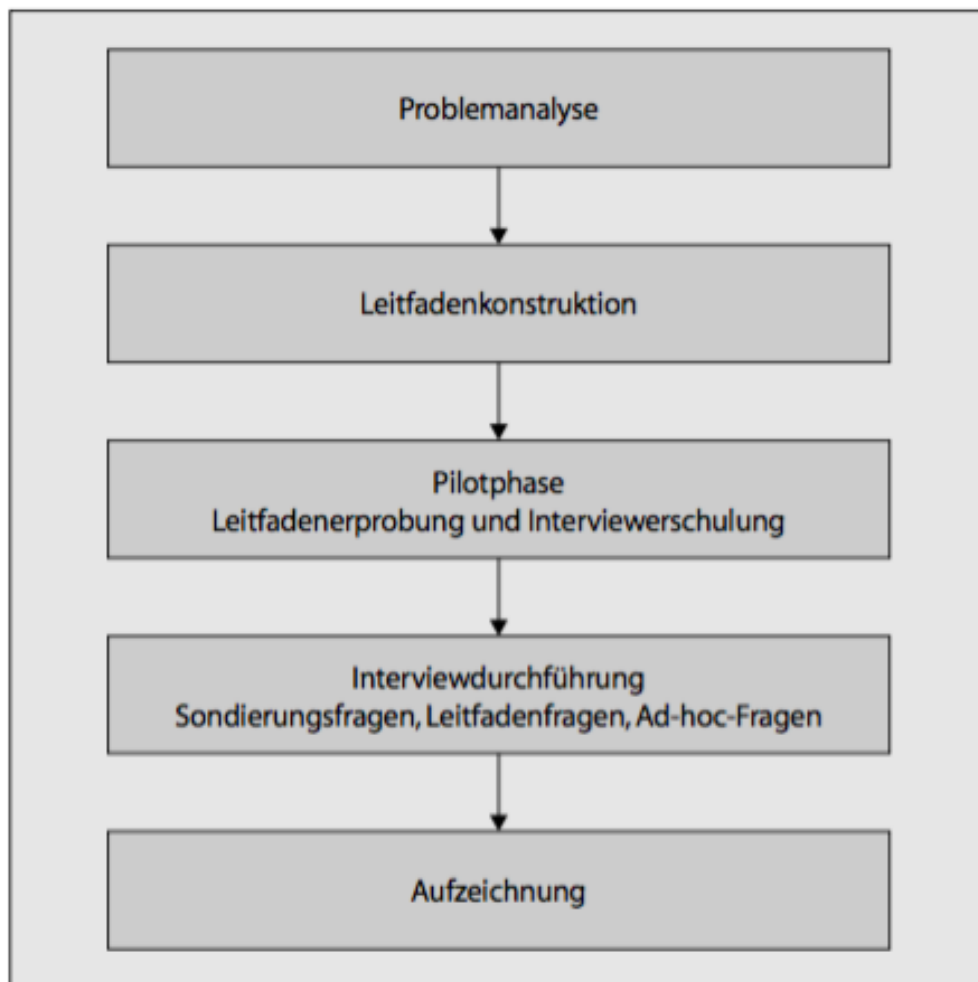 Problemanalyse
Leitfadenkonstruktion
Pilotphase
Leitfadenerprobung und Interviewerschulung
Interviewdurchführung
Sondierungsfragen, Leitfadenfragen, Ad-hoc-Fragen
Aufzeichnung